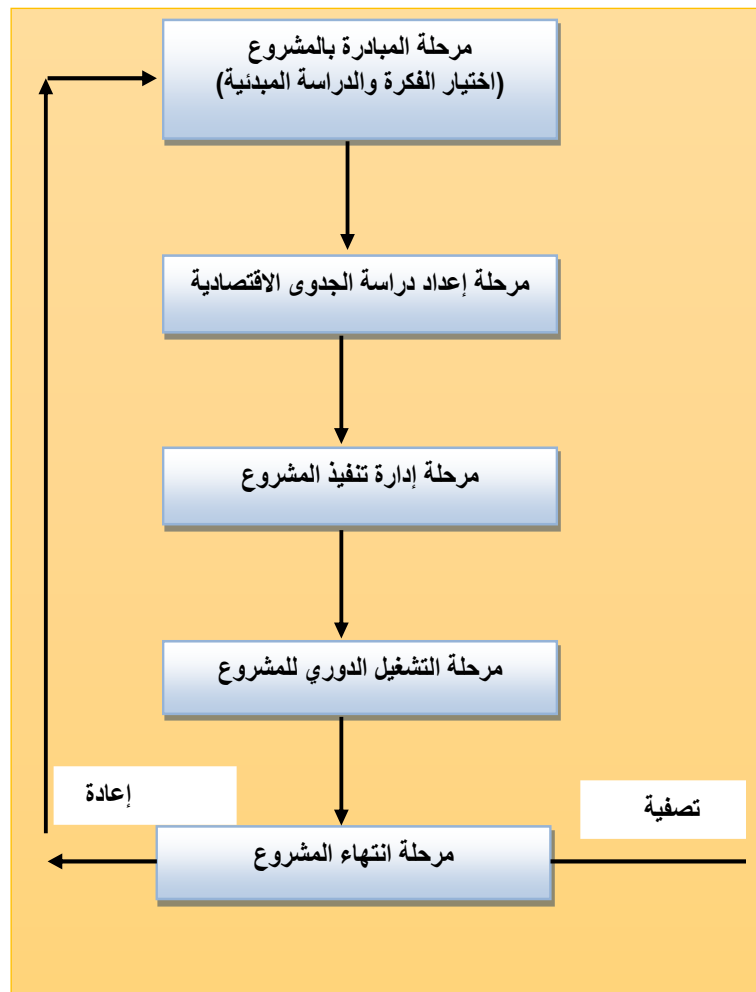 مرحلة المبادرة بالمشروع
(اختيار الفكرة والدراسة المبدئية)
مرحلة إعداد دراسة الجدوى الاقتصادية
مرحلة إدارة تنفيذ المشروع
مرحلة التشغيل الدوري للمشروع
تصفية
إعادة
مرحلة انتهاء المشروع